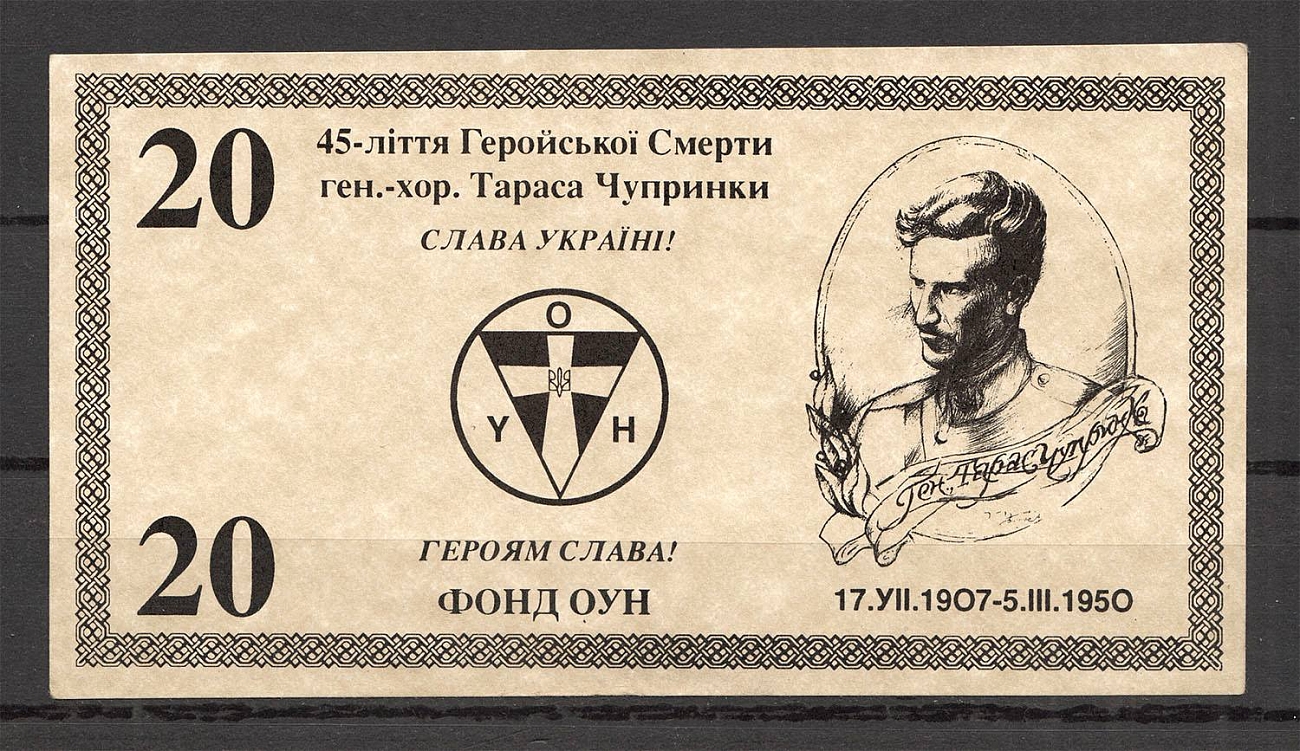 20
45-ліття Геройської Смерти
ген.-хор. Тараса Чупринки
СЛАВА УКРАЇНІ!
О
У Н
Ген. Тарас Чупринка
20
ГЕРОЯМ СЛАВА!
ФОНД ОУН
17.УІІ.1907-5.ІІІ.1950